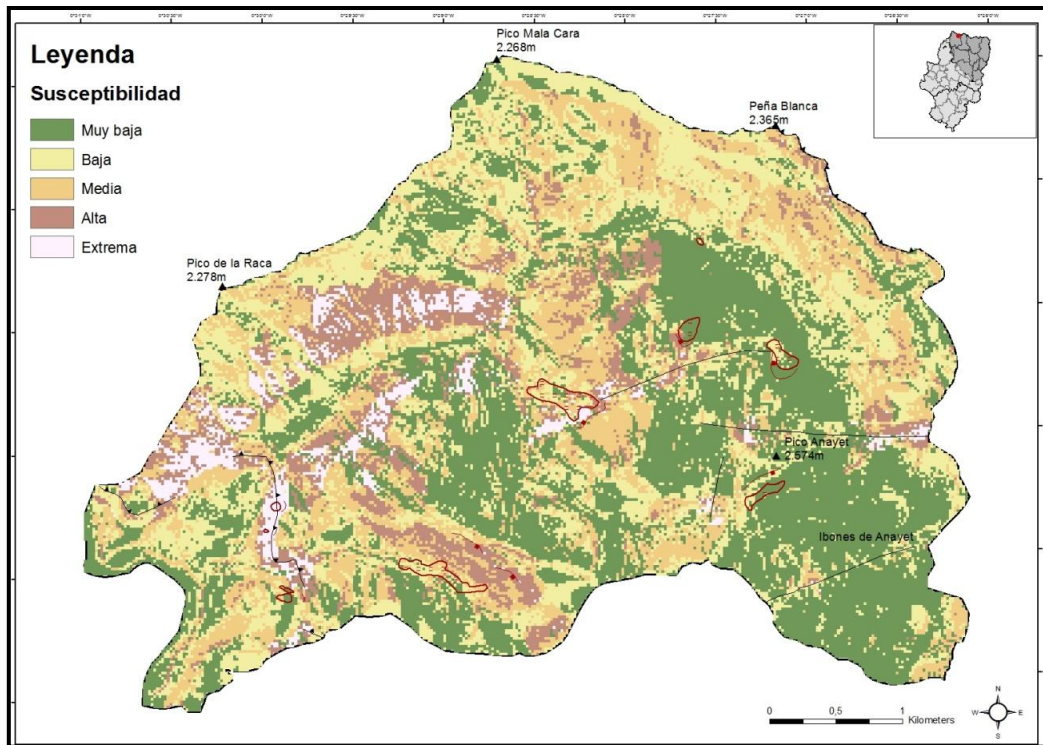 Leyenda
Susceptibilidad
Muy baja
Baja
Media
Alta
Extrema
Pico Mala Cara
2.268m
Peña Blanca
2.365m
Pico de la Raca
2.278m
Pico Anayet
2.574m
Ibones de Anayet
0 0,5 1
Kilometers
N
W E
S